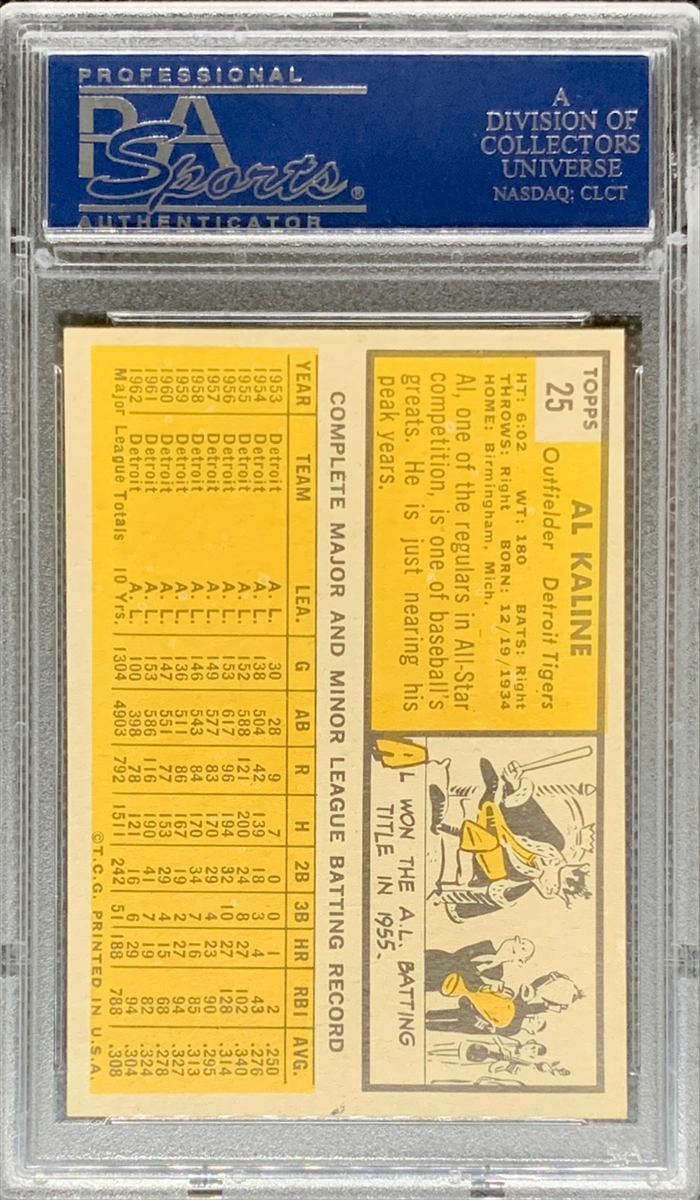 PROFESSIONAL
PSA
Sports®
AUTHENTICATOR
A
DIVISION OF
COLLECTORS
UNIVERSE
NASDAQ: CLCT
TOPPS
25
AL KALINE
Outfielder Detroit Tigers
HT: 6:02 WT: 180 BATS: Right
THROWS: Right BORN: 12/19/1934
HOME: Birmingham, Mich.
Al, one of the regulars in All-Star
competition, is one of baseball's
greats. He is just nearing his
peak years.
AL WON THE A.L. BATTING
TITLE IN 1955.
COMPLETE MAJOR AND MINOR LEAGUE BATTING RECORD
YEAR TEAM LEA. G AB R H 2B 3B HR RBI AVG.
1953 Detroit A. L. 30 28 9 7 0 0 1 2 .250
1954 Detroit A. L. 138 504 42 139 18 3 4 43 .276
1955 Detroit A. L. 152 588 121 200 24 8 27 102 .340
1956 Detroit A. L. 153 617 96 194 32 10 27 128 .314
1957 Detroit A. L. 149 577 83 170 29 4 23 90 .295
1958 Detroit A. L. 146 543 84 170 34 7 16 85 .313
1959 Detroit A. L. 136 511 86 167 19 2 27 94 .327
1960 Detroit A. L. 147 551 77 153 29 4 15 68 .278
1961 Detroit A. L. 153 586 116 190 41 7 19 82 .324
1962 Detroit A. L. 100 398 78 121 16 6 29 94 .304
Major League Totals 10 Yrs. 1304 4903 792 1511 242 51 188 788 .308
©T.C.G. PRINTED IN U.S.A.